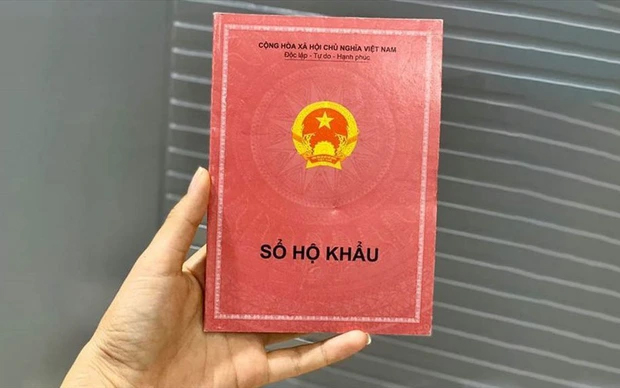 CỘNG HÒA XÃ HỘI CHỦ NGHĨA VIỆT NAM
Độc lập - Tự do - Hạnh phúc
SỔ HỘ KHẨU